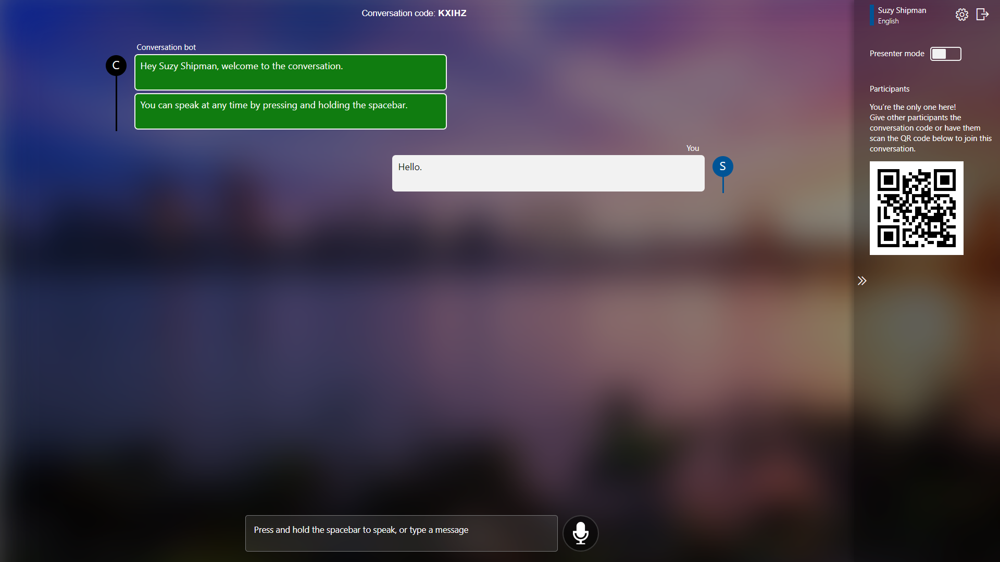 Conversation code: KXIHZ
Conversation bot
C
Hey Suzy Shipman, welcome to the conversation.
You can speak at any time by pressing and holding the spacebar.
You
Hello.
S
Press and hold the spacebar to speak, or type a message
Suzy Shipman
English
Presenter mode
Participants
You're the only one here!
Give other participants the
conversation code or have them
scan the QR code below to join this
conversation.